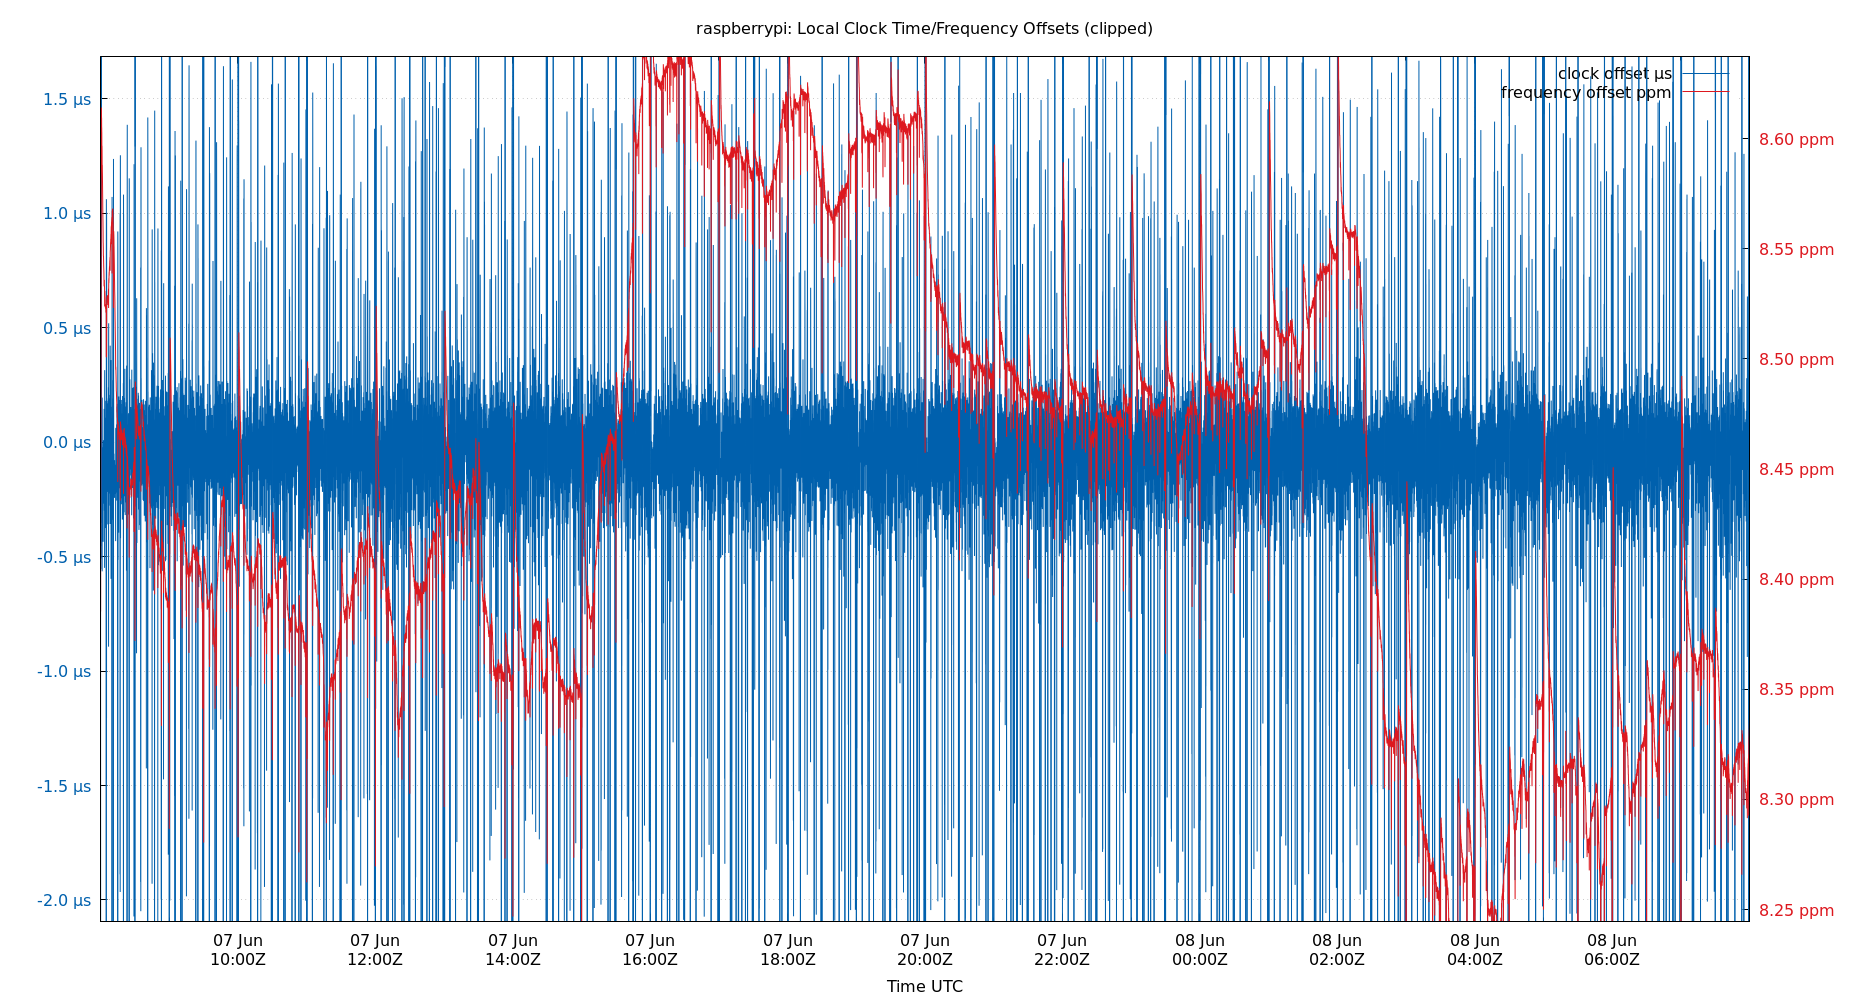 raspberrypi: Local Clock Time/Frequency Offsets (clipped)
clock offset µs
frequency offset ppm
1.5 µs
1.0 µs
0.5 µs
0.0 µs
-0.5 µs
-1.0 µs
-1.5 µs
-2.0 µs
8.60 ppm
8.55 ppm
8.50 ppm
8.45 ppm
8.40 ppm
8.35 ppm
8.30 ppm
8.25 ppm
07 Jun 07 Jun 07 Jun 07 Jun 07 Jun 07 Jun 07 Jun 08 Jun 08 Jun 08 Jun 08 Jun
10:00Z 12:00Z 14:00Z 16:00Z 18:00Z 20:00Z 22:00Z 00:00Z 02:00Z 04:00Z 06:00Z
Time UTC